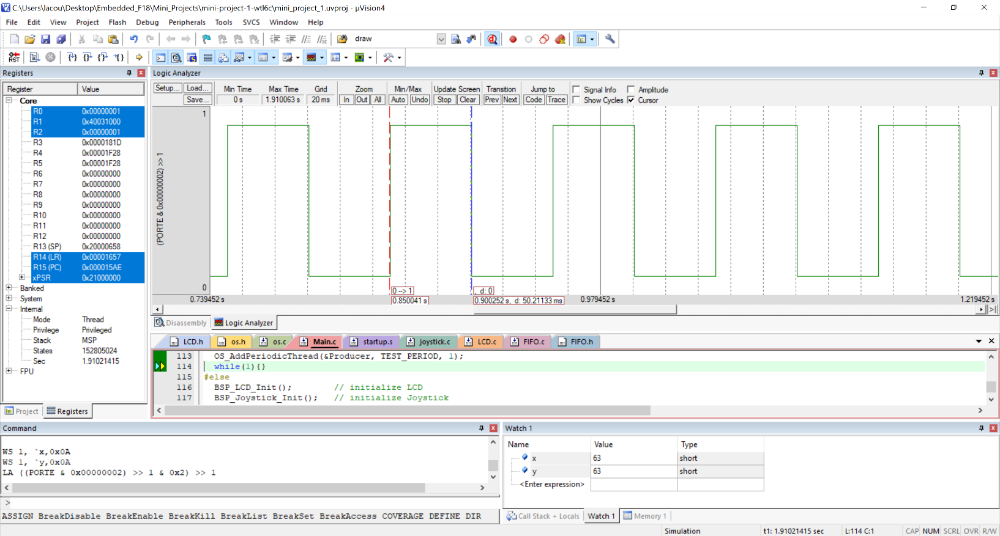 C:\Users\lacou\Desktop\Embedded_F18\Mini_Projects\mini-project-1-wtl6c\mini_project_1.uvproj - µVision4
File Edit View Project Flash Debug Peripherals Tools SVCS Window Help
draw
RST
Registers
Register Value
Core
R0 0x00000001
R1 0x40031000
R2 0x00000001
R3 0x0000181D
R4 0x00001F28
R5 0x00001F28
R6 0x00000000
R7 0x00000000
R8 0x00000000
R9 0x00000000
R10 0x00000000
R11 0x00000000
R12 0x00000000
R13 (SP) 0x20000658
R14 (LR) 0x00001657
R15 (PC) 0x000015AE
xPSR 0x21000000
Banked
System
Internal
Mode Thread
Privilege Privileged
Stack MSP
States 152805024
Sec 1.91021415
FPU
Project Registers
Logic Analyzer
Setup... Load... Min Time Max Time Grid Zoom Min/Max Update Screen Transition Jump to Signal Info Amplitude
Save... 0 s 1.910063 s 20 ms In Out All Auto Undo Stop Clear Prev Next Code Trace Show Cycles Cursor
1
(PORTE & 0x00000002) >> 1
0
0 --> 1 , d: 0
0.739452 s 0.850041 s 0.900252 s, d: 50.21133 ms 0.979452 s 1.219452 s
Disassembly Logic Analyzer
LCD.h os.h os.c Main.c startup.s joystick.c LCD.c FIFO.c FIFO.h
113 OS_AddPeriodicThread(&Producer, TEST_PERIOD, 1);
114 while(1){}
115 #else
116 BSP_LCD_Init(); // initialize LCD
117 BSP_Joystick_Init(); // initialize Joystick
Command
WS 1, `x,0x0A
WS 1, `y,0x0A
LA ((PORTE & 0x00000002) >> 1 & 0x2) >> 1
>
ASSIGN BreakDisable BreakEnable BreakKill BreakList BreakSet BreakAccess COVERAGE DEFINE DIR
Watch 1
Name Value Type
x 63 short
y 63 short
<Enter expression>
Call Stack + Locals Watch 1 Memory 1
Simulation t1: 1.91021415 sec L:114 C:1 CAP NUM SCRL OVR R/W